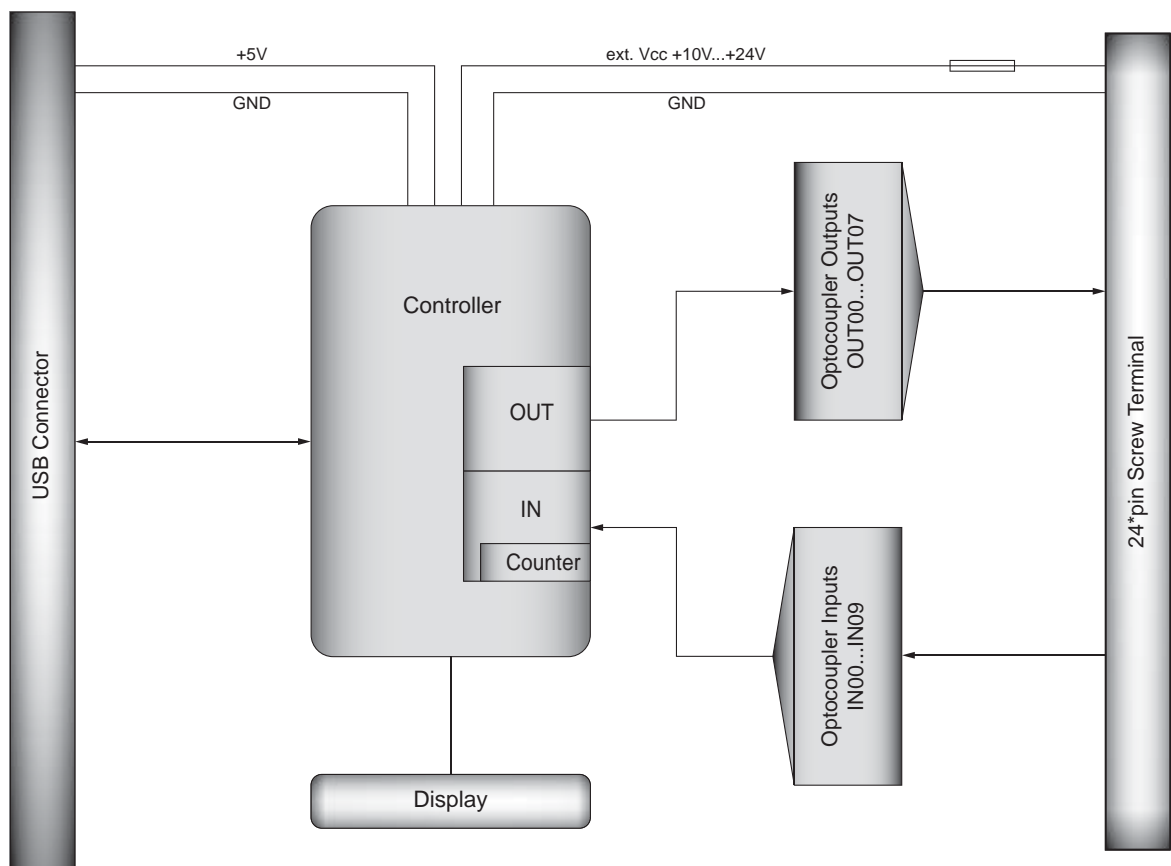 +5V
GND
ext. Vcc +10V...+24V
GND
USB Connector
Controller
OUT
IN
Counter
Display
Optocoupler Outputs
OUT00...OUT07
Optocoupler Inputs
IN00...IN09
24*pin Screw Terminal